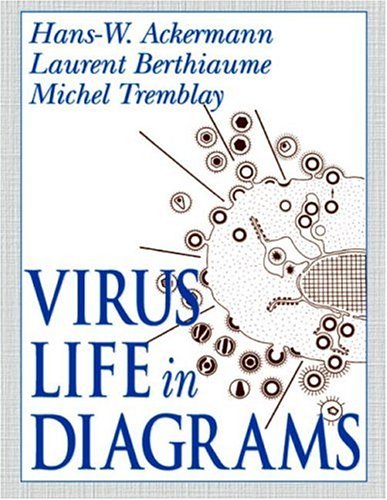 Hans-W. Ackermann
Laurent Berthiaume
Michel Tremblay
VIRUS
LIFE in
DIAGRAMS